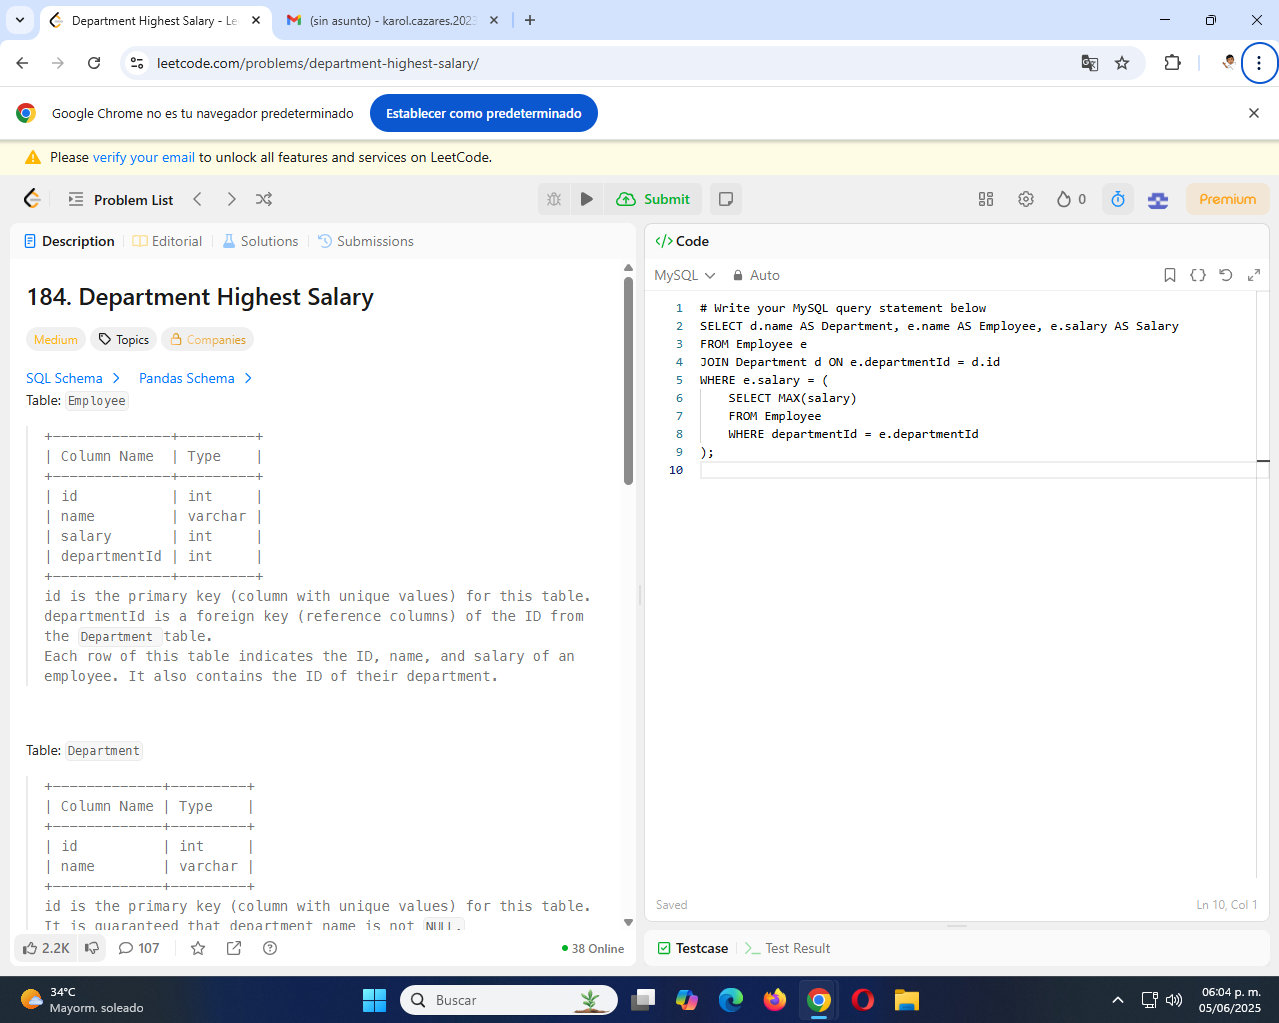 Department Highest Salary - Le
(sin asunto) - karol.cazares.2023
leetcode.com/problems/department-highest-salary/
Google Chrome no es tu navegador predeterminado
Establecer como predeterminado
Please verify your email to unlock all features and services on LeetCode.
Problem List
Submit
0
Premium
Description
Editorial
Solutions
Submissions
184. Department Highest Salary
Medium
Topics
Companies
SQL Schema
Pandas Schema
Table: Employee
+--------------+---------+
| Column Name  | Type    |
+--------------+---------+
| id           | int     |
| name         | varchar |
| salary       | int     |
| departmentId | int     |
+--------------+---------+
id is the primary key (column with unique values) for this table.
departmentId is a foreign key (reference columns) of the ID from
the Department table.
Each row of this table indicates the ID, name, and salary of an
employee. It also contains the ID of their department.
Table: Department
+-------------+---------+
| Column Name | Type    |
+-------------+---------+
| id          | int     |
| name        | varchar |
+-------------+---------+
id is the primary key (column with unique values) for this table.
It is guaranteed that department name is not NULL.
2.2K
107
38 Online
Code
MySQL
Auto
1 # Write your MySQL query statement below
2 SELECT d.name AS Department, e.name AS Employee, e.salary AS Salary
3 FROM Employee e
4 JOIN Department d ON e.departmentId = d.id
5 WHERE e.salary = (
6     SELECT MAX(salary)
7     FROM Employee
8     WHERE departmentId = e.departmentId
9 );
10
Saved
Ln 10, Col 1
Testcase
Test Result
34°C
Mayorm. soleado
Buscar
06:04 p. m.
05/06/2025